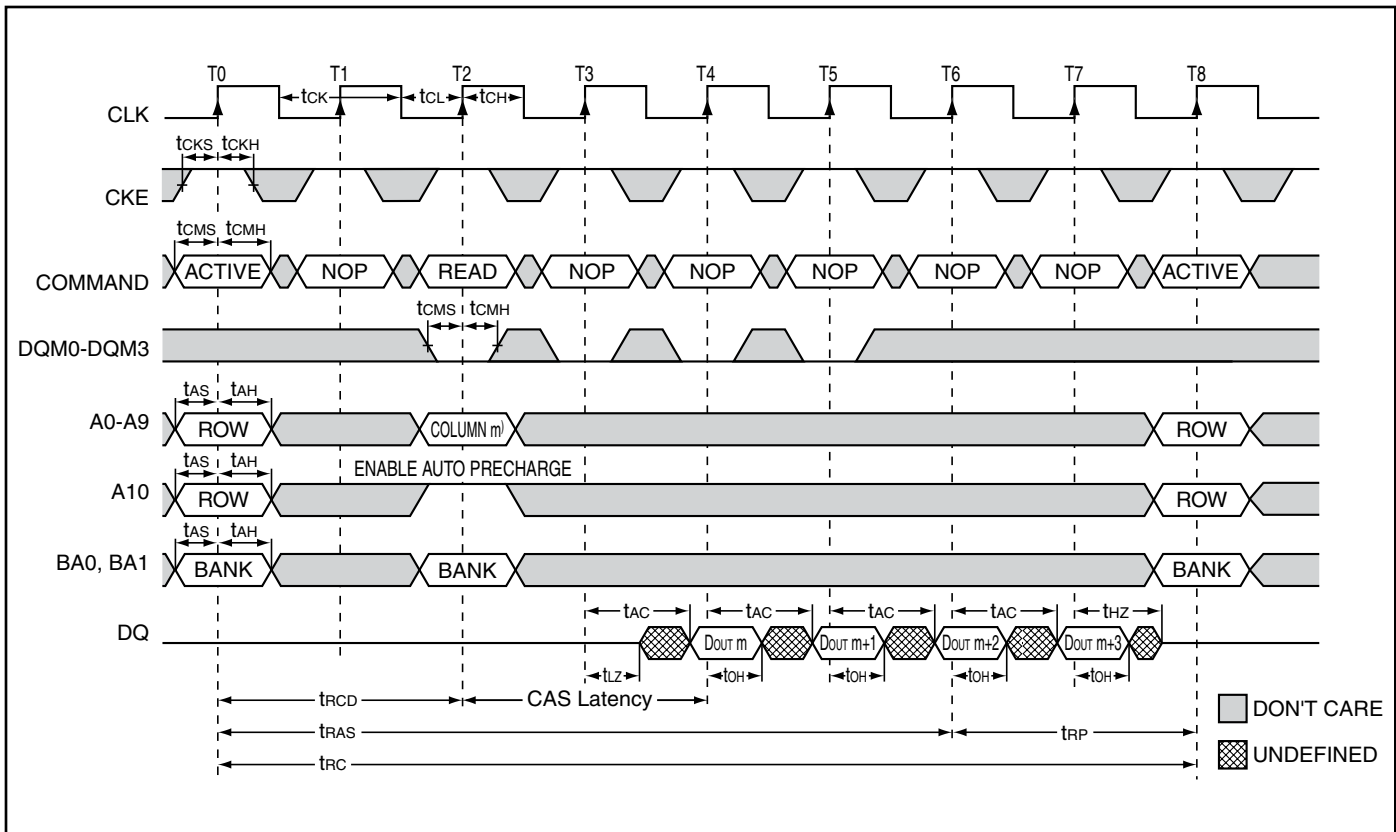 T0 T1 T2 T3 T4 T5 T6 T7 T8
CLK tCK tCL tCH
tCKS tCKH
CKE
tCMS tCMH
COMMAND ACTIVE NOP READ NOP NOP NOP NOP NOP ACTIVE
tCMS tCMH
DQM0-DQM3
tAS tAH
A0-A9 ROW COLUMN m) ROW
tAS tAH ENABLE AUTO PRECHARGE
A10 ROW ROW
tAS tAH
BA0, BA1 BANK BANK BANK
tAC tAC tAC tAC tHZ
DQ DOUT m DOUT m+1 DOUT m+2 DOUT m+3
tLZ tOH tOH tOH tOH
tRCD CAS Latency
DON'T CARE
tRAS tRP
UNDEFINED
tRC